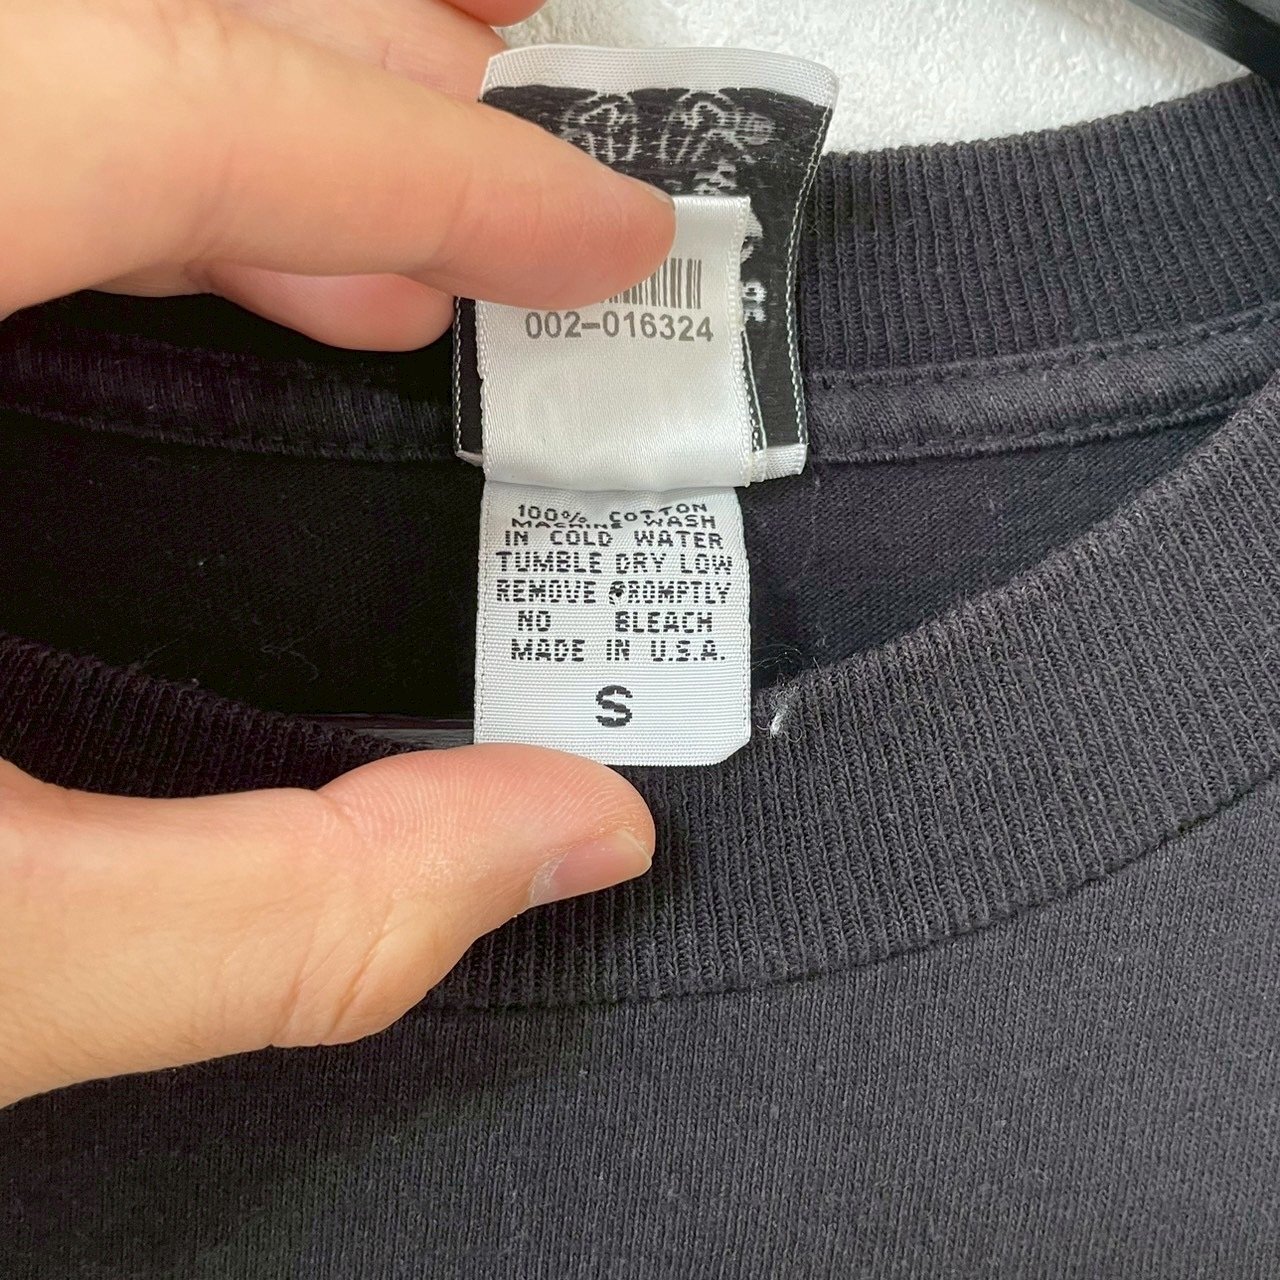 002-016324
100% COTTON
MACHINE WASH
IN COLD WATER
TUMBLE DRY LOW
REMOVE PROMPTLY
NO BLEACH
MADE IN U.S.A.
S